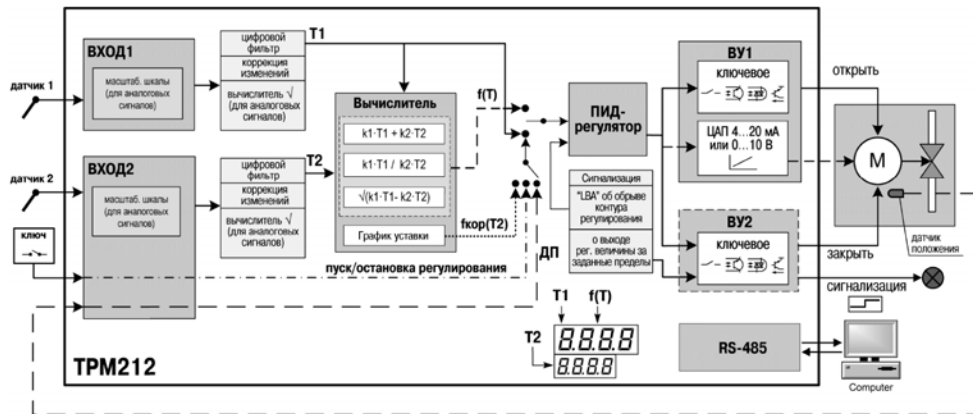 датчик 1
ВХОД1
масштаб. шкалы
(для аналоговых
сигналов)
цифровой
фильтр
коррекция
изменений
вычислитель √
(для аналоговых
сигналов)
T1
датчик 2
ВХОД2
масштаб. шкалы
(для аналоговых
сигналов)
цифровой
фильтр
коррекция
изменений
вычислитель √
(для аналоговых
сигналов)
T2
ключ
Вычислитель
k1·T1 + k2·T2
k1·T1 / k2·T2
√(k1·T1- k2·T2)
График уставки
f(T)
fкор(T2)
пуск/остановка регулирования
ДП
ПИД-
регулятор
Сигнализация
"LBA" об обрыве
контура
регулирования
о выходе
рег. величины за
заданные пределы
ВУ1
ключевое
ЦАП 4...20 мА
или 0...10 В
ВУ2
ключевое
открыть
M
закрыть
датчик
положения
сигнализация
T1
f(T)
8.8.8.8
T2
8.8.8.8
RS-485
Computer
ТРМ212